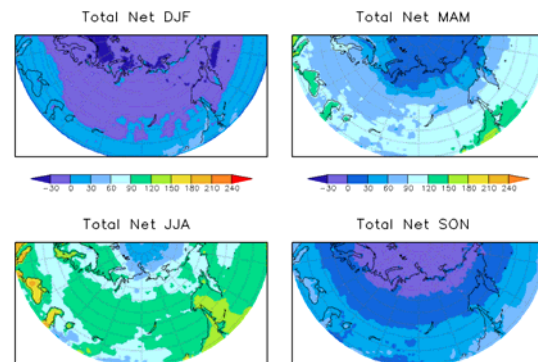 Total Net DJF
Total Net MAM
-30 0 30 60 90 120 150 180 210 240
-30 0 30 60 90 120 150 180 210 240
Total Net JJA
Total Net SON